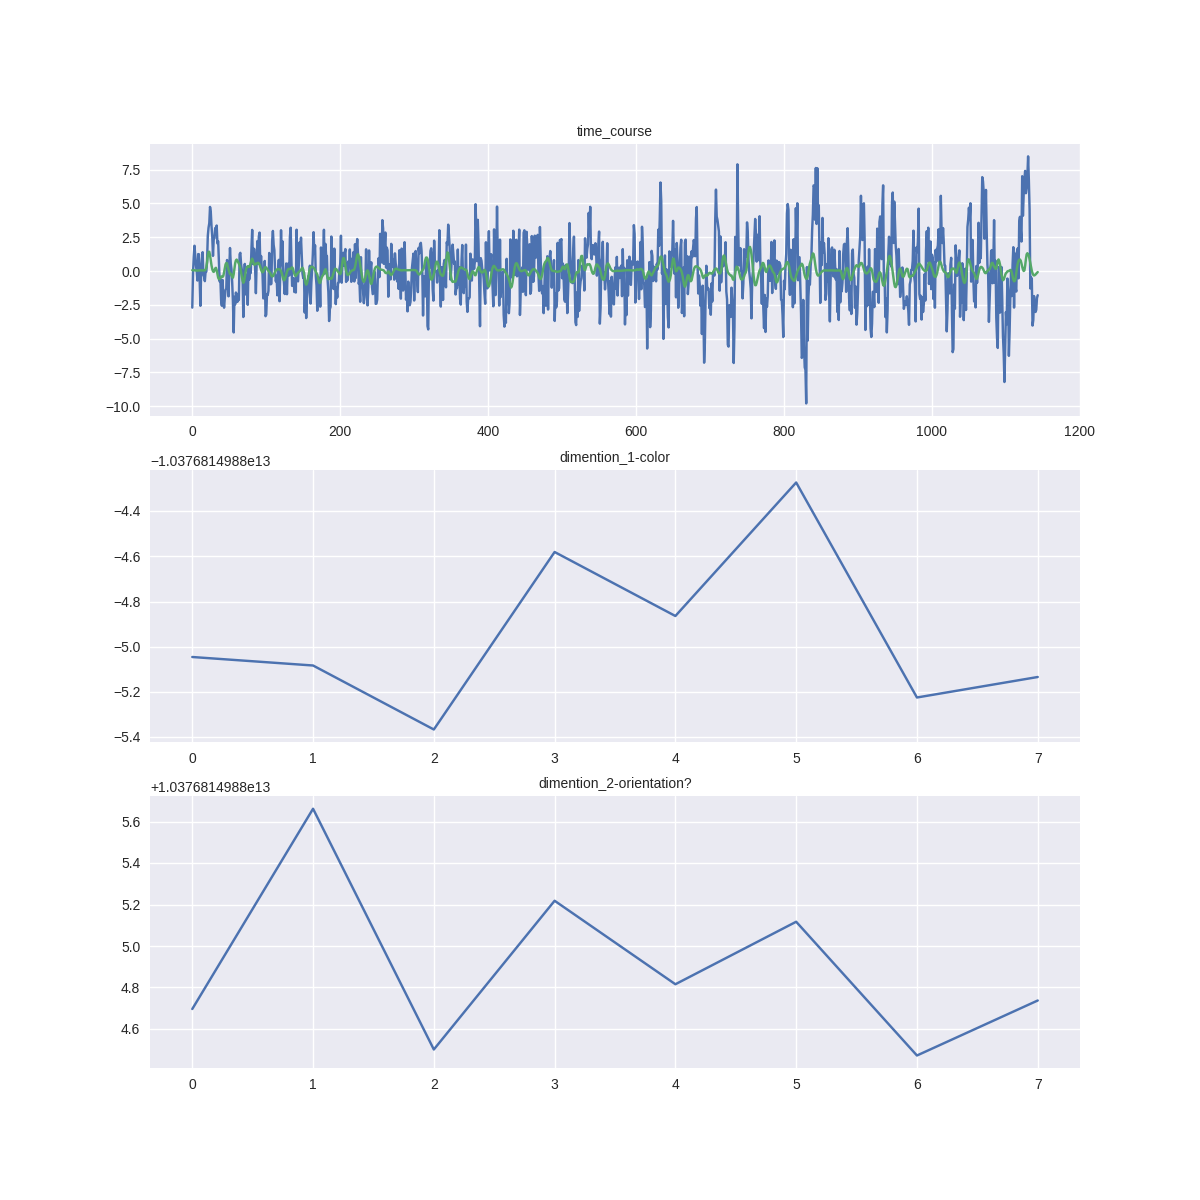 time_course
7.5
5.0
2.5
0.0
−2.5
−5.0
−7.5
−10.0
0 200 400 600 800 1000 1200
−1.0376814988e13
dimention_1-color
−4.4
−4.6
−4.8
−5.0
−5.2
−5.4
0 1 2 3 4 5 6 7
+1.0376814988e13
dimention_2-orientation?
5.6
5.4
5.2
5.0
4.8
4.6
0 1 2 3 4 5 6 7